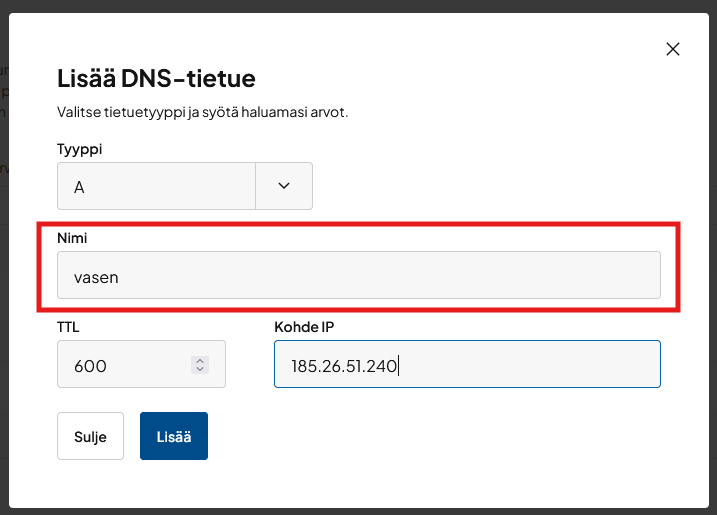 Lisää DNS-tietue
Valitse tietuetyyppi ja syötä haluamasi arvot.
Tyyppi
A
Nimi
vasen
TTL
Kohde IP
600
185.26.51.240
Sulje
Lisää